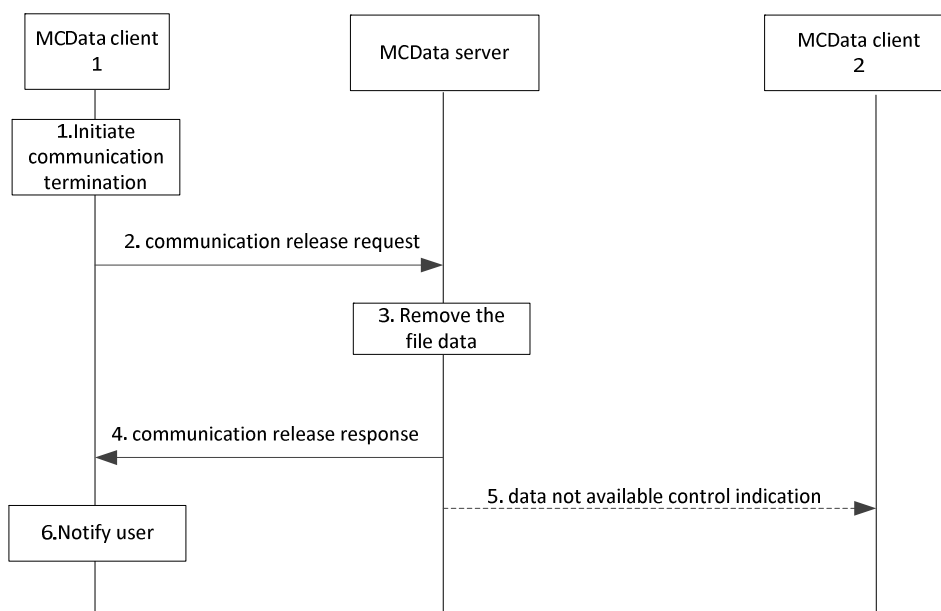 MCData client
1
MCData server
MCData client
2
1.Initiate
communication
termination
2. communication release request
3. Remove the
file data
4. communication release response
5. data not available control indication
6.Notify user